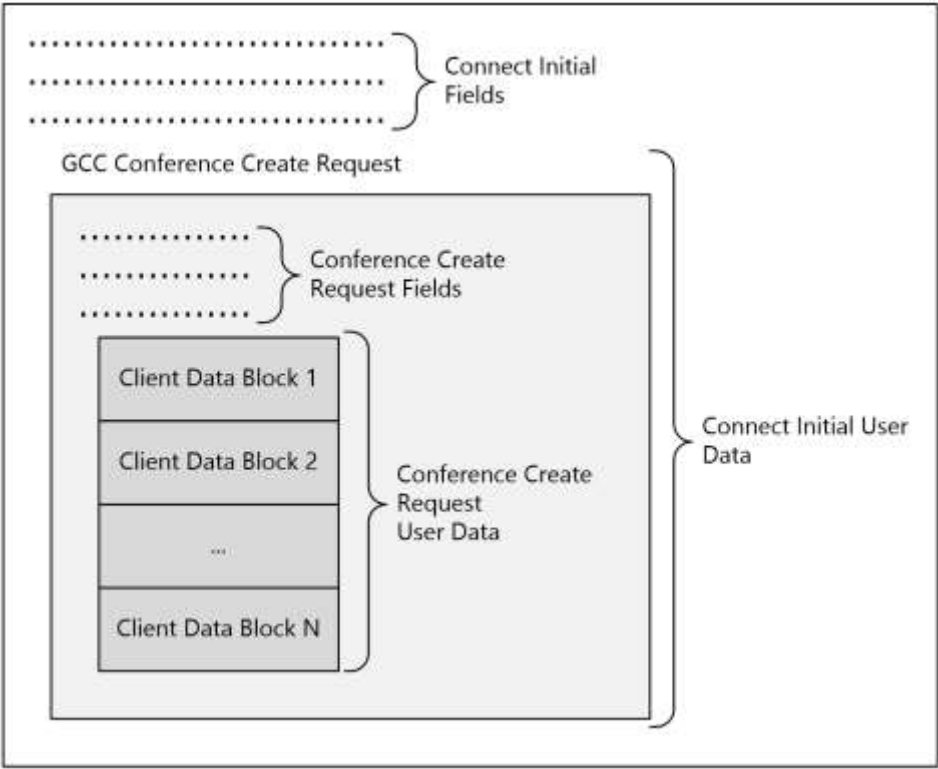 Connect Initial
Fields
GCC Conference Create Request
Conference Create
Request Fields
Client Data Block 1
Client Data Block 2
...
Client Data Block N
Conference Create
Request
User Data
Connect Initial User
Data